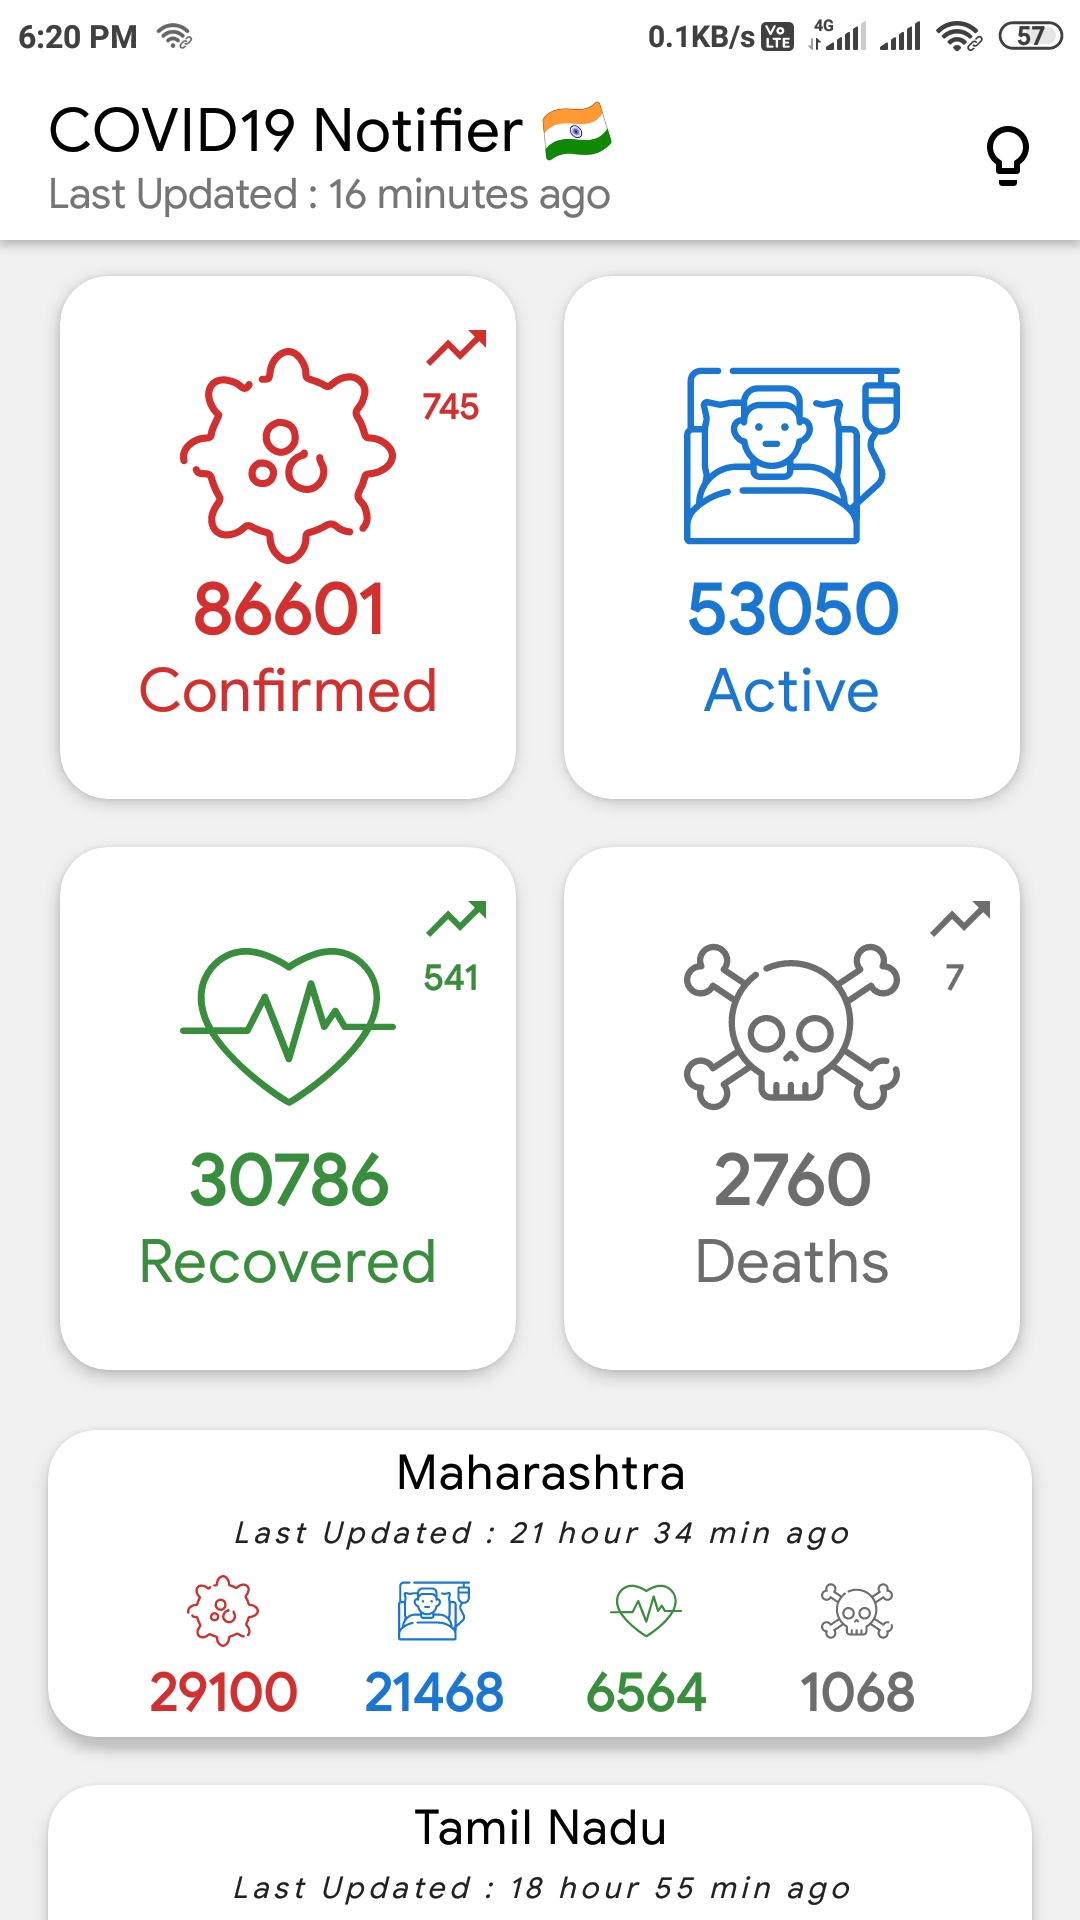 6:20 PM 0.1KB/s Vo LTE 4G 57
COVID19 Notifier 🇮🇳
Last Updated : 16 minutes ago
745
86601
Confirmed
53050
Active
541
30786
Recovered
7
2760
Deaths
Maharashtra
Last Updated : 21 hour 34 min ago
29100 21468 6564 1068
Tamil Nadu
Last Updated : 18 hour 55 min ago